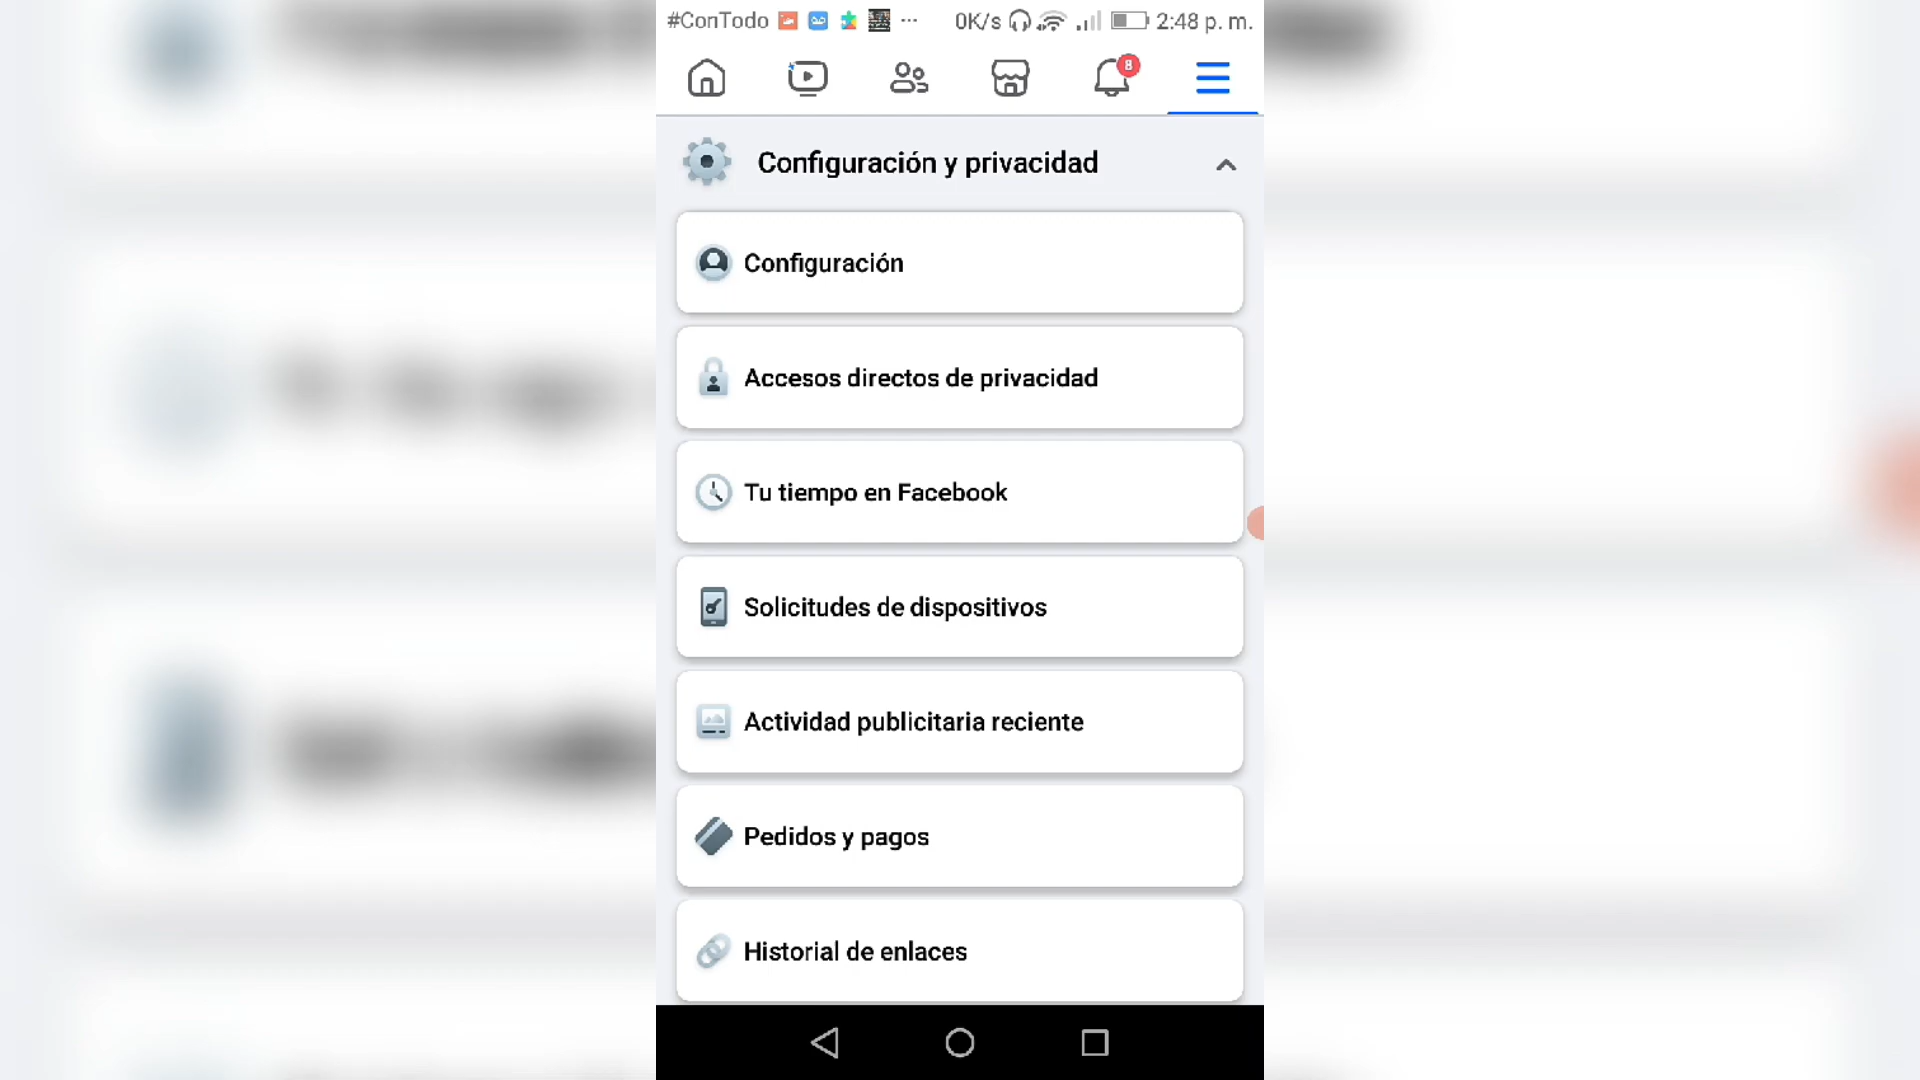 #ConTodo ... 0K/s 2:48 p. m.
8
Configuración y privacidad
Configuración
Accesos directos de privacidad
Tu tiempo en Facebook
Solicitudes de dispositivos
Actividad publicitaria reciente
Pedidos y pagos
Historial de enlaces